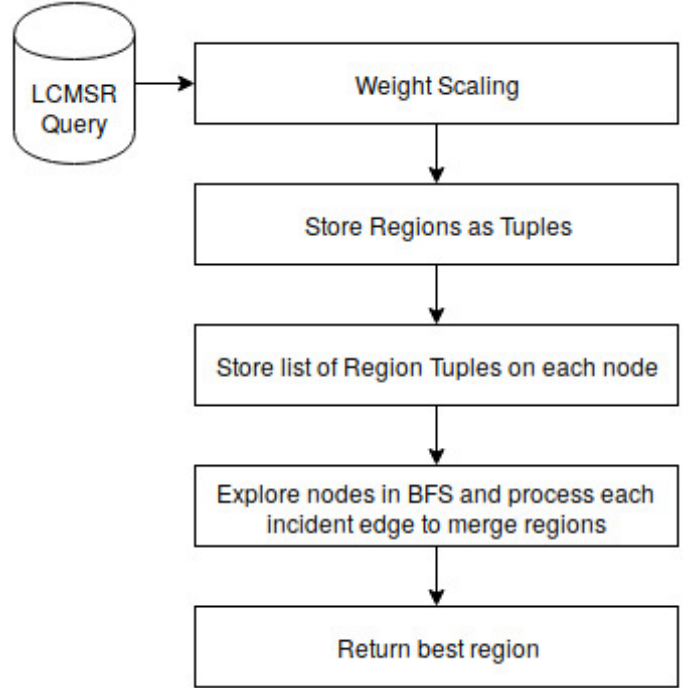 LCMSR
Query
Weight Scaling
Store Regions as Tuples
Store list of Region Tuples on each node
Explore nodes in BFS and process each
incident edge to merge regions
Return best region